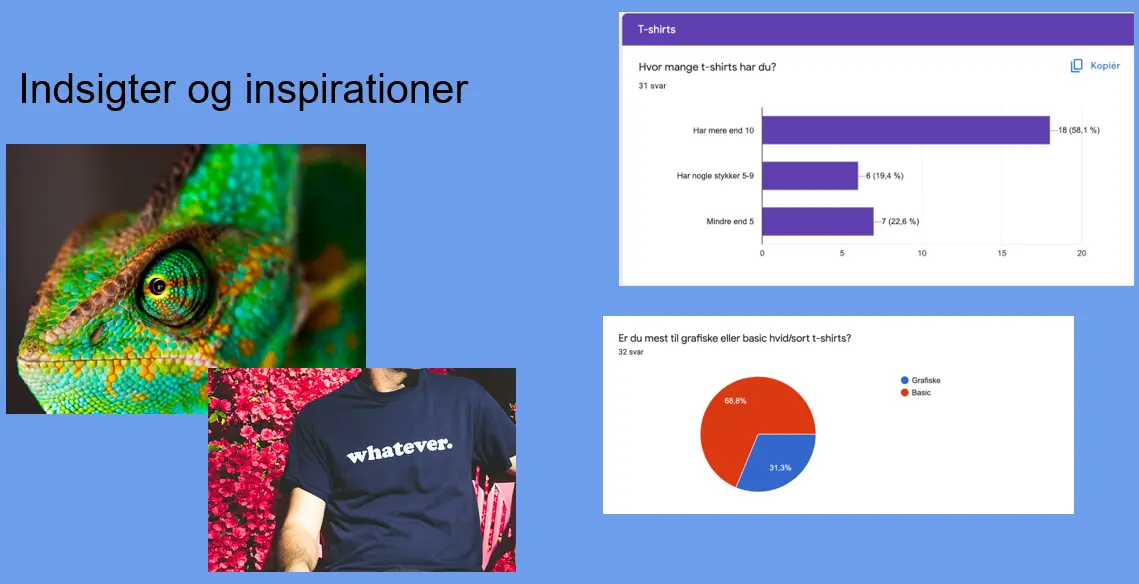 Indsigter og inspirationer
whatever.
T-shirts
Hvor mange t-shirts har du?
Kopiér
31 svar
Har mere end 10
18 (58,1 %)
Har nogle stykker 5-9
6 (19,4 %)
Mindre end 5
7 (22,6 %)
0 5 10 15 20
Er du mest til grafiske eller basic hvid/sort t-shirts?
32 svar
Grafiske
Basic
68,8%
31,3%